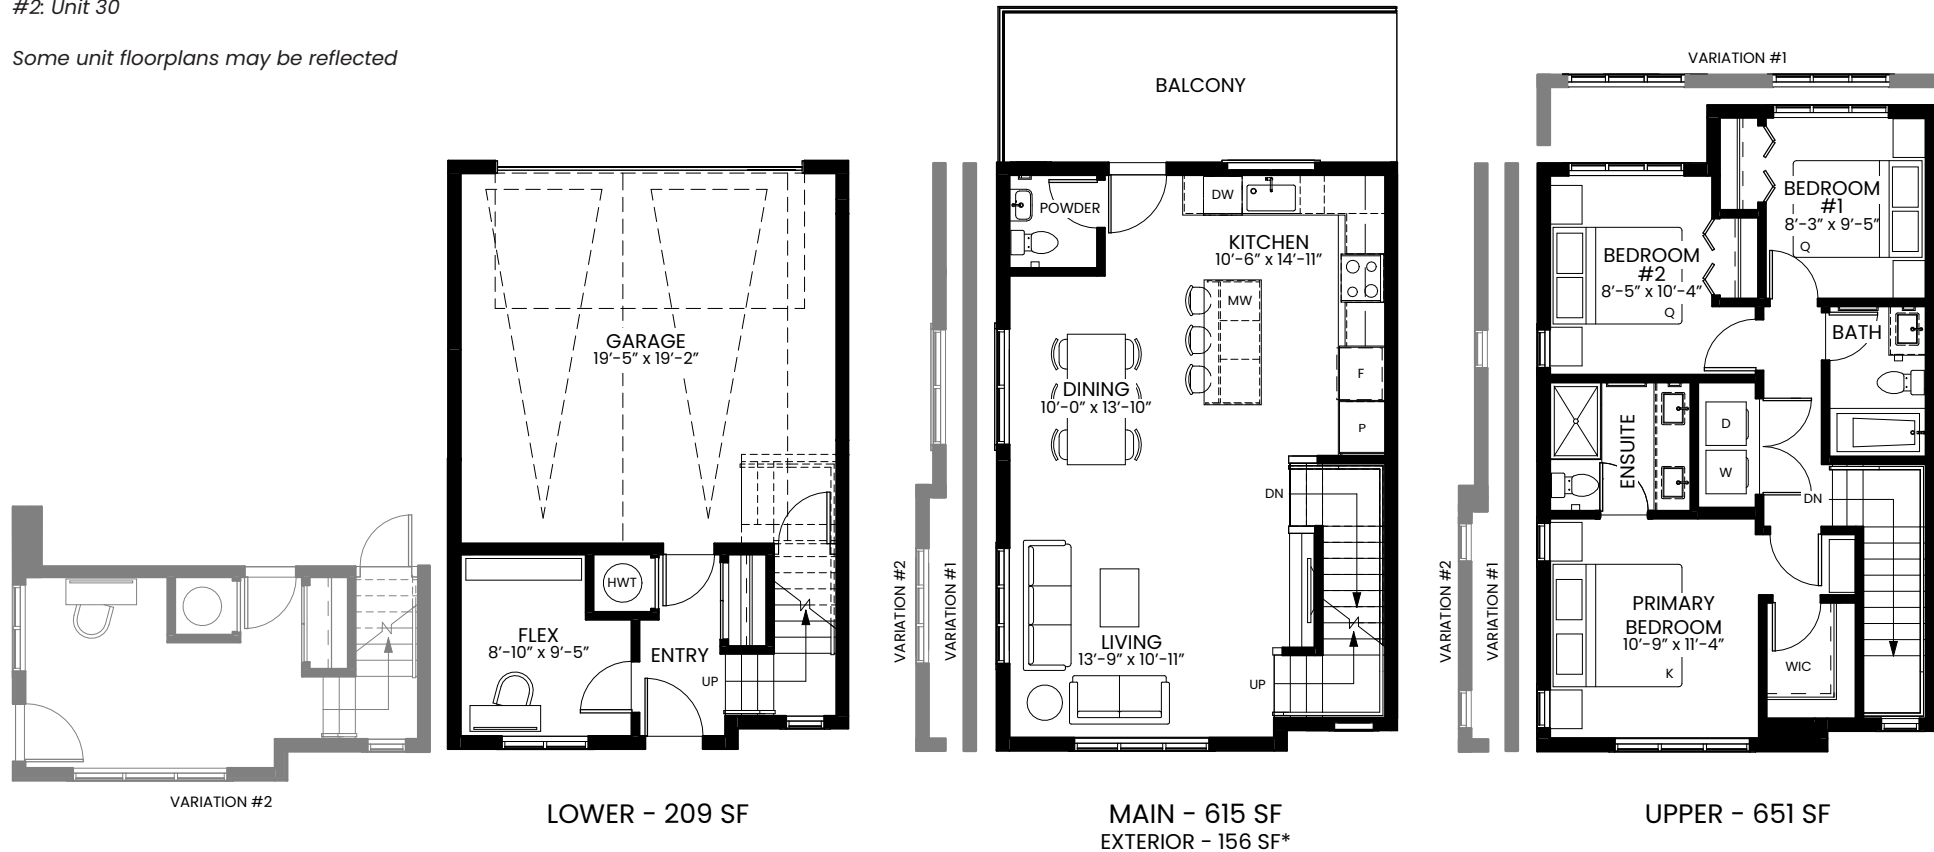 #2: Unit 30
Some unit floorplans may be reflected
VARIATION #2
GARAGE
19'-5" x 19'-2"
HWT
FLEX
8'-10" x 9'-5"
ENTRY
UP
LOWER - 209 SF
VARIATION #2
VARIATION #1
BALCONY
POWDER
DW
KITCHEN
10'-6" x 14'-11"
MW
DINING
10'-0" x 13'-10"
F
P
DN
LIVING
13'-9" x 10'-11"
UP
MAIN - 615 SF
EXTERIOR - 156 SF*
VARIATION #2
VARIATION #1
VARIATION #1
BEDROOM
#1
8'-3" x 9'-5"
Q
BEDROOM
#2
8'-5" x 10'-4"
Q
BATH
ENSUITE
D
W
DN
PRIMARY
BEDROOM
10'-9" x 11'-4"
K
WIC
UPPER - 651 SF